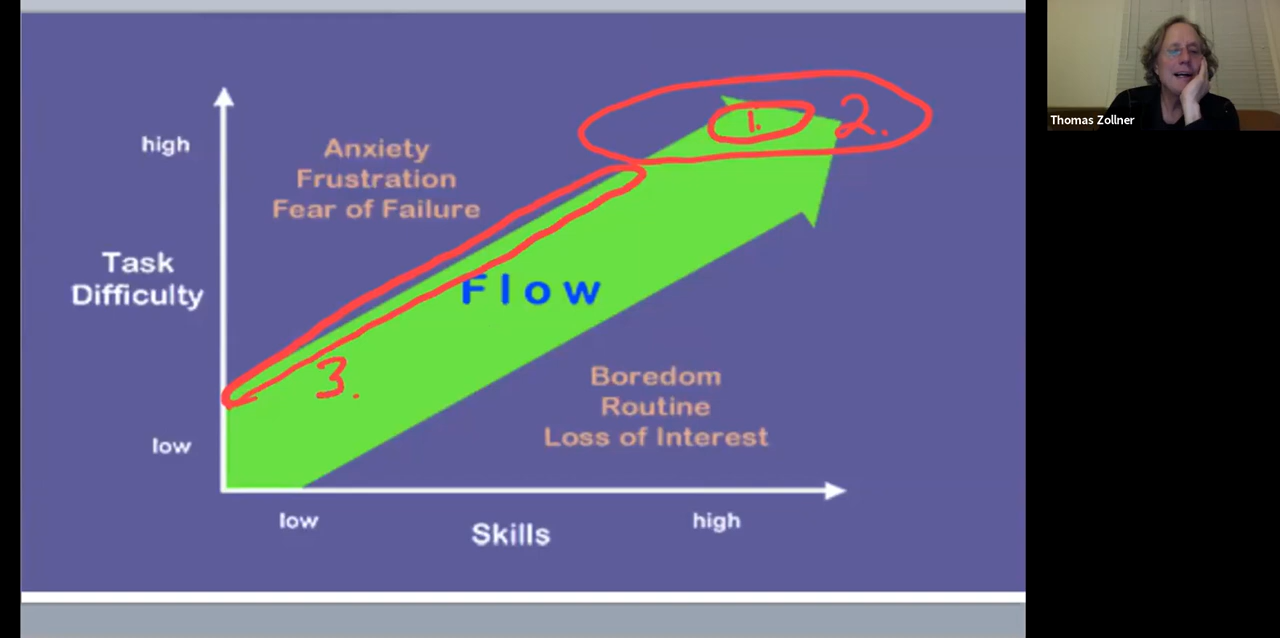 high
Anxiety
Frustration
Fear of Failure
1.
2.
Task
Difficulty
Flow
3.
low
Boredom
Routine
Loss of Interest
low
Skills
high
Thomas Zollner